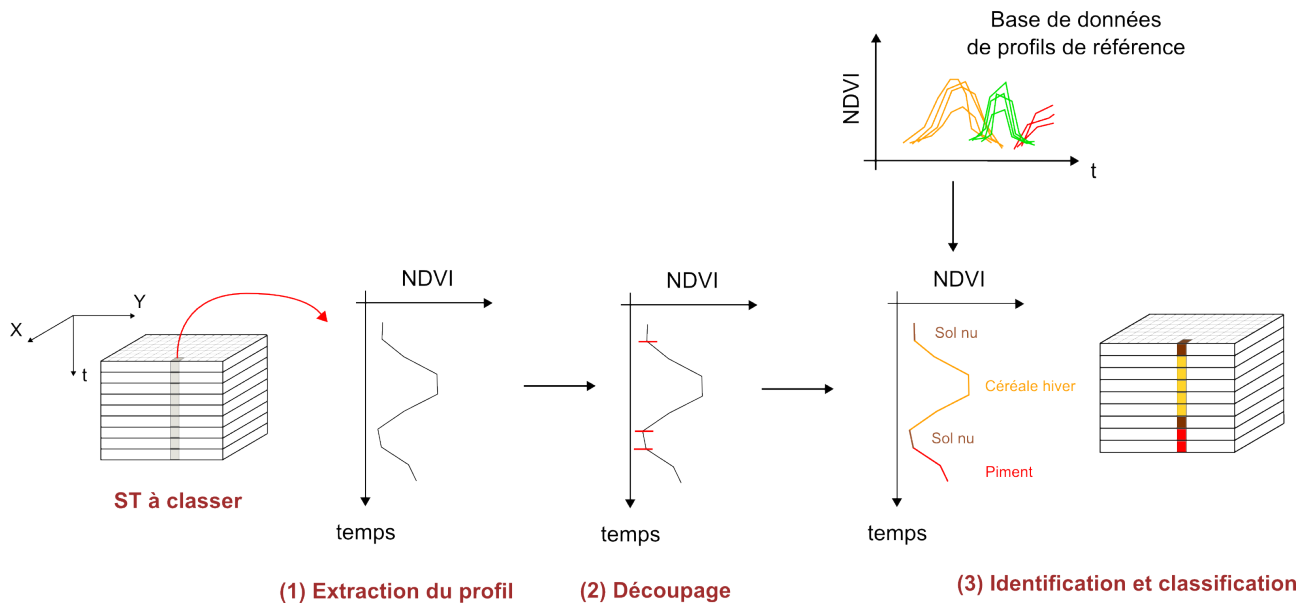 Base de données
de profils de référence
NDVI
t
X
Y
t
ST à classer
NDVI
temps
(1) Extraction du profil
NDVI
temps
(2) Découpage
NDVI
Sol nu
Céréale hiver
Sol nu
Piment
temps
(3) Identification et classification